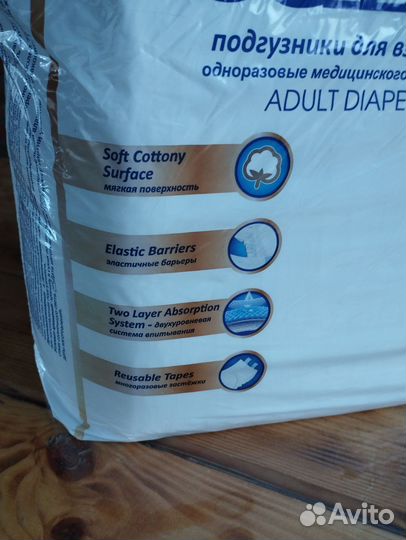 подгузники для в
одноразовые медицинского
ADULT DIAPE
Soft Cottony
Surface
мягкая поверхность
Elastic Barriers
эластичные барьеры
Two Layer Absorption
System – двухуровневая
система впитывания
Reusable Tapes
многоразовые застёжки
Avito